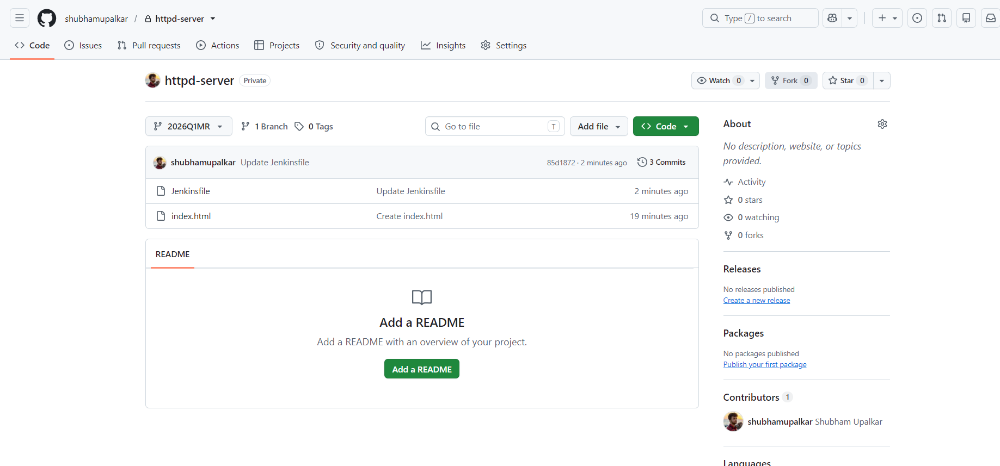 shubhamupalkar / httpd-server
Type / to search
Code Issues Pull requests Actions Projects Security and quality Insights Settings
httpd-server Private
Watch 0 Fork 0 Star 0
2026Q1MR 1 Branch 0 Tags Go to file T Add file Code
shubhamupalkar Update Jenkinsfile 85d1872 · 2 minutes ago 3 Commits
Jenkinsfile Update Jenkinsfile 2 minutes ago
index.html Create index.html 19 minutes ago
README
Add a README
Add a README with an overview of your project.
Add a README
About
No description, website, or topics
provided.
Activity
0 stars
0 watching
0 forks
Releases
No releases published
Create a new release
Packages
No packages published
Publish your first package
Contributors 1
shubhamupalkar Shubham Upalkar
Languages